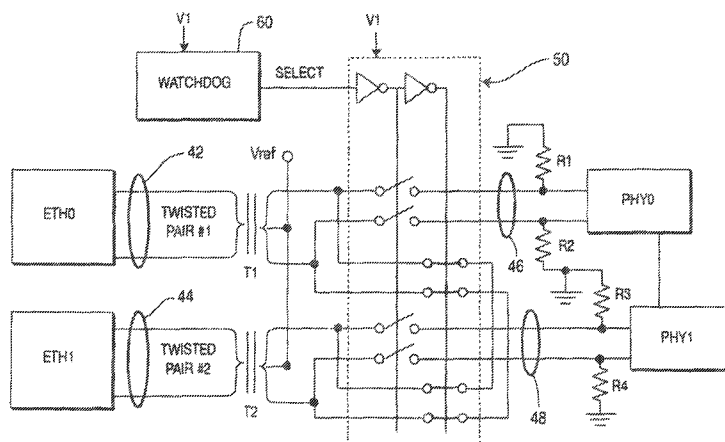 V1
60
V1
WATCHDOG
SELECT
50
42
Vref
R1
ETH0
TWISTED
PAIR #1
PHY0
T1
46
R2
R3
44
ETH1
TWISTED
PAIR #2
PHY1
T2
48
R4